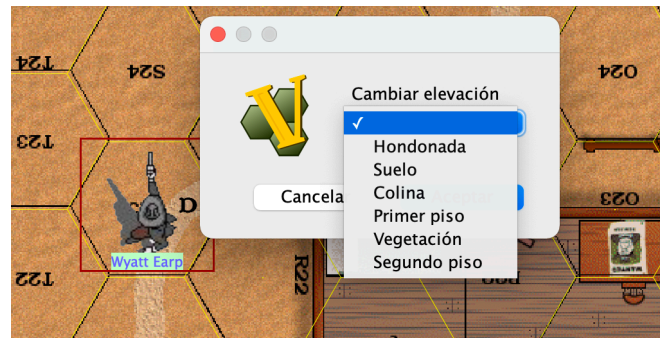 T24
S24
Cambiar elevación
O24
✓
T23
Hondonada
Suelo
Cancela
Colina
O23
D
Primer piso
Wyatt Earp
Vegetación
T22
R22
Segundo piso